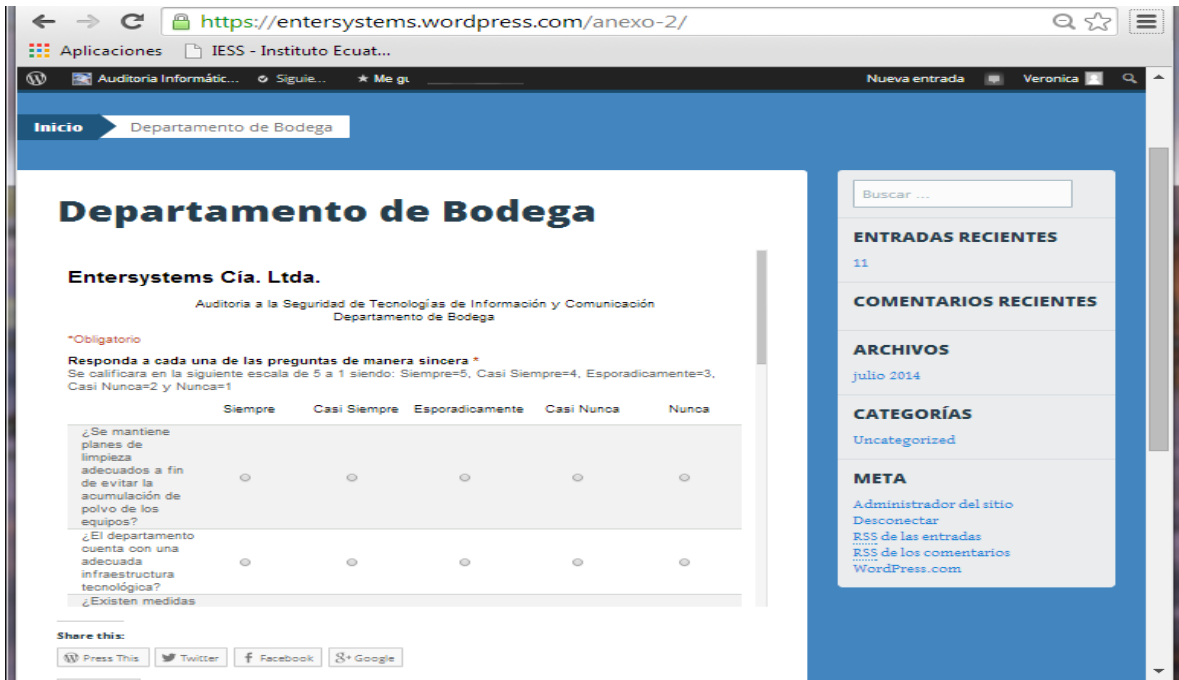 https://entersystems.wordpress.com/anexo-2/
Aplicaciones IESS - Instituto Ecuat...
Auditoria Informátic... Siguie... Me gu Nueva entrada Veronica
Inicio Departamento de Bodega
Departamento de Bodega
Entersystems Cía. Ltda.
Auditoria a la Seguridad de Tecnologías de Información y Comunicación
Departamento de Bodega
*Obligatorio
Responda a cada una de las preguntas de manera sincera *
Se calificara en la siguiente escala de 5 a 1 siendo: Siempre=5, Casi Siempre=4, Esporadicamente=3,
Casi Nunca=2 y Nunca=1
Siempre Casi Siempre Esporadicamente Casi Nunca Nunca
¿Se mantiene
planes de
limpieza
adecuados a fin
de evitar la
acumulación de
polvo de los
equipos?
¿El departamento
cuenta con una
adecuada
infraestructura
tecnológica?
¿Existen medidas
Share this:
Press This Twitter Facebook Google
Buscar ...
ENTRADAS RECIENTES
11
COMENTARIOS RECIENTES
ARCHIVOS
julio 2014
CATEGORÍAS
Uncategorized
META
Administrador del sitio
Desconectar
RSS de las entradas
RSS de los comentarios
WordPress.com